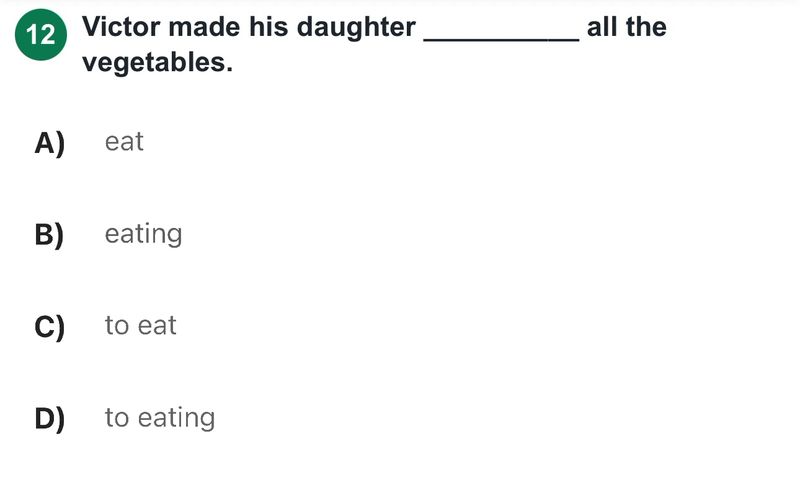 12 Victor made his daughter __________ all the
vegetables.
A) eat
B) eating
C) to eat
D) to eating